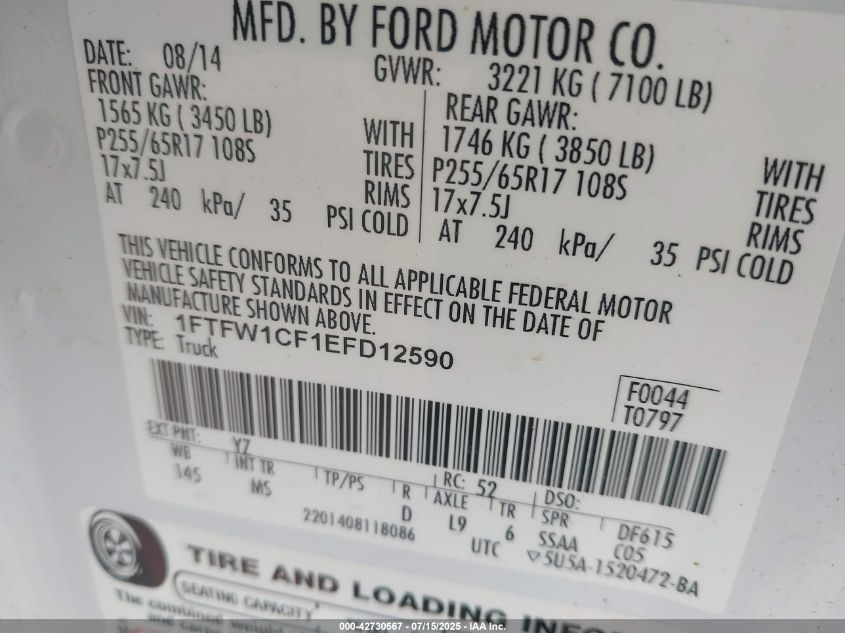 MFD. BY FORD MOTOR CO.
DATE: 08/14 GVWR: 3221 KG ( 7100 LB)
FRONT GAWR: REAR GAWR:
1565 KG ( 3450 LB) WITH 1746 KG ( 3850 LB) WITH
P255/65R17 108S TIRES P255/65R17 108S TIRES
17x7.5J RIMS 17x7.5J RIMS
AT 240 kPa/ 35 PSI COLD AT 240 kPa/ 35 PSI COLD
THIS VEHICLE CONFORMS TO ALL APPLICABLE FEDERAL MOTOR
VEHICLE SAFETY STANDARDS IN EFFECT ON THE DATE OF
MANUFACTURE SHOWN ABOVE.
VIN: 1FTFW1CF1EFD12590
TYPE: Truck
F0044
T0797
EXT PNT: YZ RC: 52 DSO:
WB INT TR TP/PS R AXLE TR SPR DF615
145 MS D L9 6 SSAA C05
2201408118086 UTC ▽5U5A-1520472-BA
TIRE AND LOADING
SEATING CAPACITY
The combined
000-42730567 - 07/15/2025 - IAA Inc.